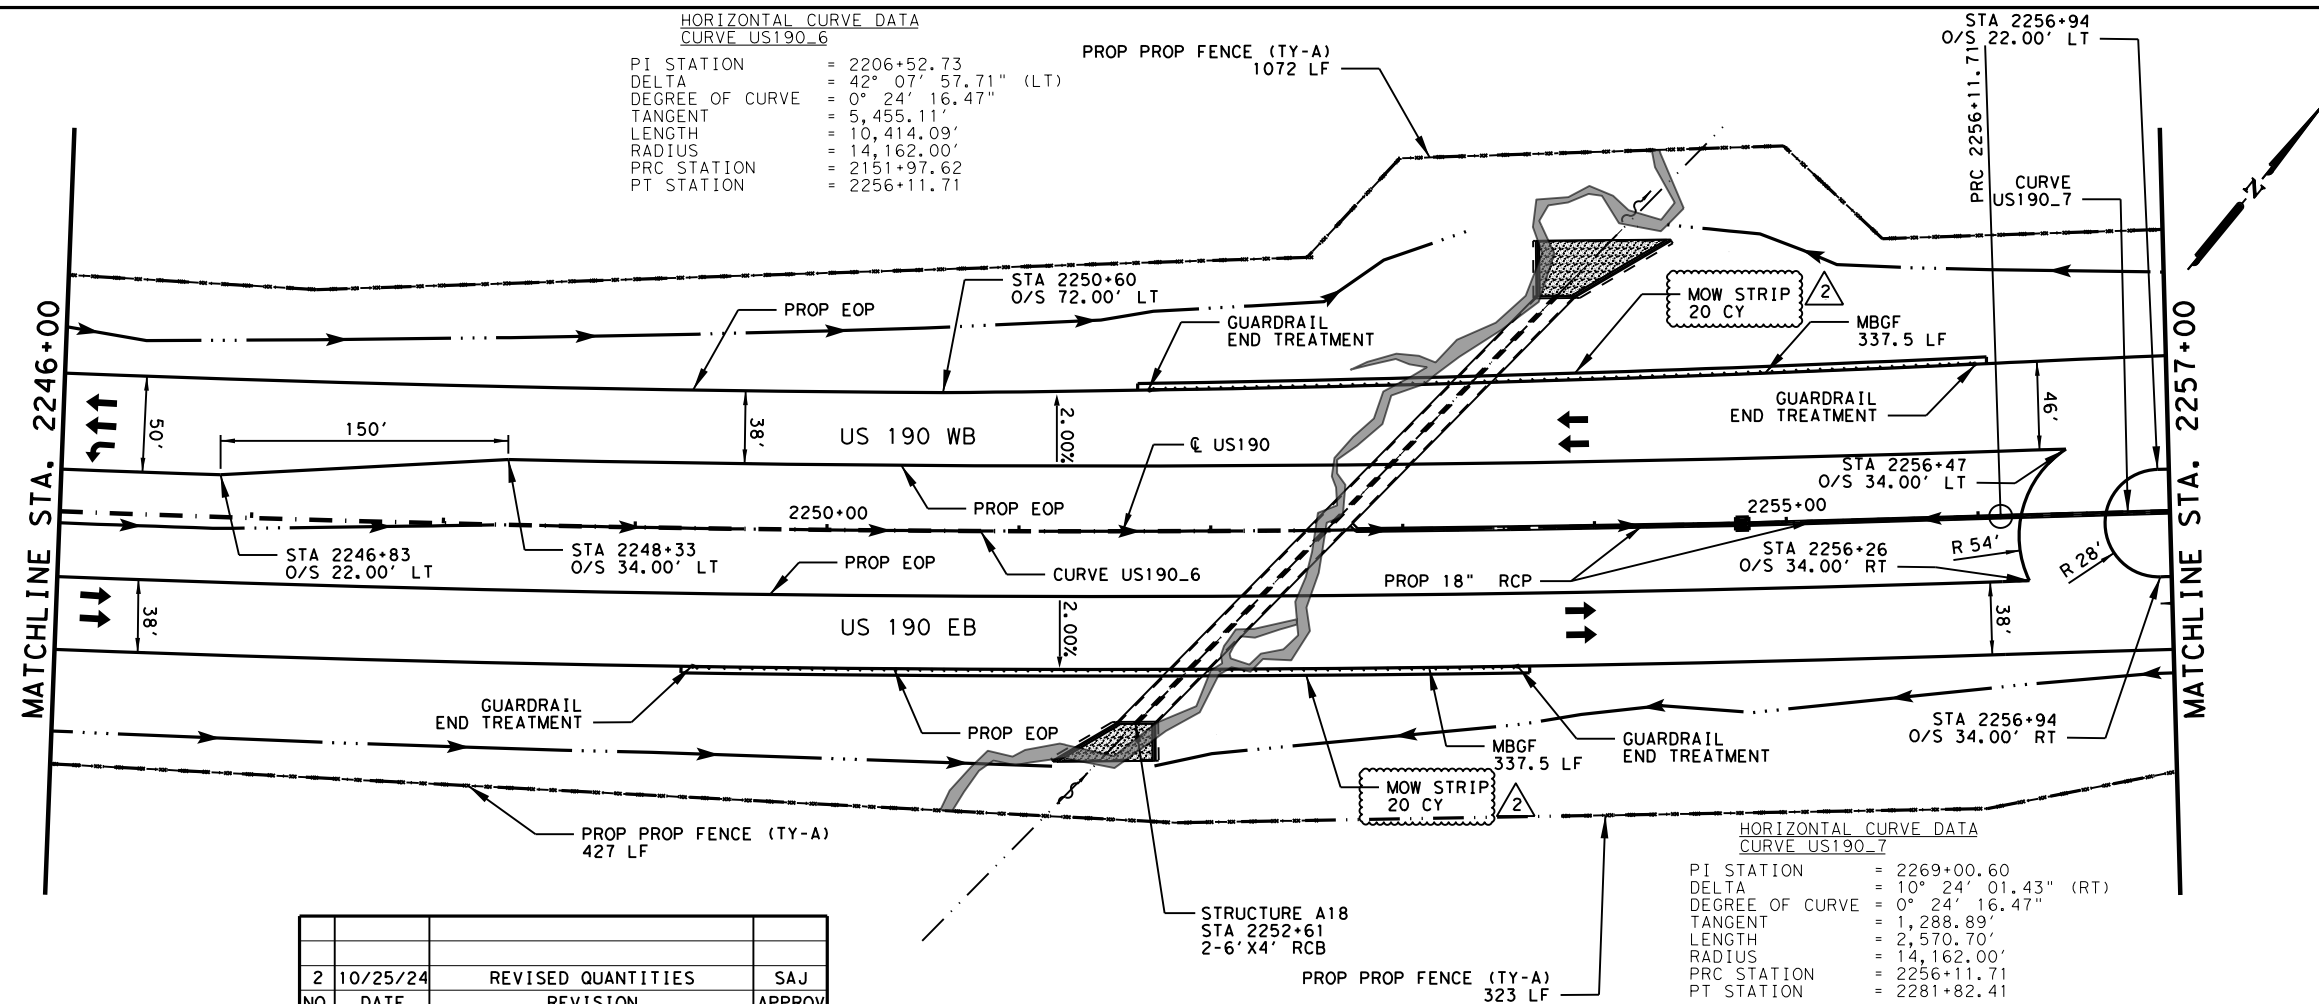 HORIZONTAL CURVE DATA
CURVE US190_6
PI STATION = 2206+52.73
DELTA = 42° 07' 57.71" (LT)
DEGREE OF CURVE = 0° 24' 16.47"
TANGENT = 5,455.11'
LENGTH = 10,414.09'
RADIUS = 14,162.00'
PRC STATION = 2151+97.62
PT STATION = 2256+11.71
PROP PROP FENCE (TY-A)
1072 LF
STA 2256+94
O/S 22.00' LT
PRC 2256+11.71
CURVE
US190_7
N
MATCHLINE STA. 2246+00
MATCHLINE STA. 2257+00
STA 2250+60
O/S 72.00' LT
PROP EOP
GUARDRAIL
END TREATMENT
MOW STRIP
20 CY
2
MBGF
337.5 LF
GUARDRAIL
END TREATMENT
50'
150'
38'
US 190 WB
2.00%
℄ US190
46'
STA 2256+47
O/S 34.00' LT
PROP EOP
2250+00
2255+00
STA 2246+83
O/S 22.00' LT
STA 2248+33
O/S 34.00' LT
PROP EOP
CURVE US190_6
PROP 18" RCP
STA 2256+26
O/S 34.00' RT
R 54'
R 28'
38'
US 190 EB
2.00%
38'
GUARDRAIL
END TREATMENT
PROP EOP
MBGF
337.5 LF
GUARDRAIL
END TREATMENT
STA 2256+94
O/S 34.00' RT
MOW STRIP
20 CY
2
PROP PROP FENCE (TY-A)
427 LF
STRUCTURE A18
STA 2252+61
2-6'X4' RCB
PROP PROP FENCE (TY-A)
323 LF
HORIZONTAL CURVE DATA
CURVE US190_7
PI STATION = 2269+00.60
DELTA = 10° 24' 01.43" (RT)
DEGREE OF CURVE = 0° 24' 16.47"
TANGENT = 1,288.89'
LENGTH = 2,570.70'
RADIUS = 14,162.00'
PRC STATION = 2256+11.71
PT STATION = 2281+82.41
2 10/25/24 REVISED QUANTITIES SAJ
NO DATE REVISION APPROV